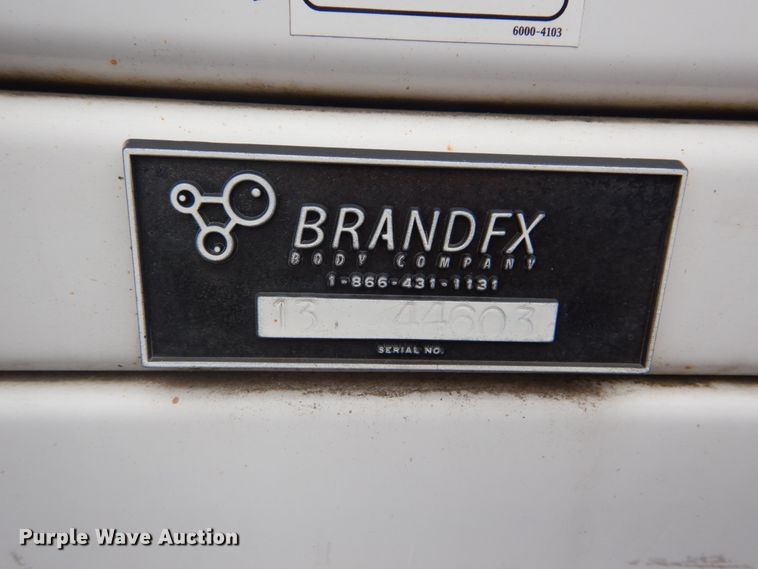 6000-4103
BRANDFX
BODY COMPANY
1-866-431-1131
13 44603
SERIAL NO.
Purple Wave Auction